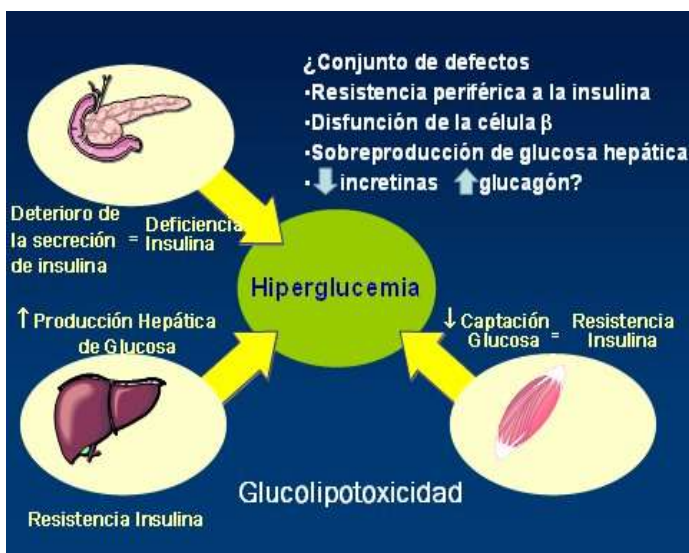 ¿Conjunto de defectos
•Resistencia periférica a la insulina
•Disfunción de la célula β
•Sobreproducción de glucosa hepática
•⬇incretinas ⬆glucagón?
Deterioro de
la secreción
de insulina
= Deficiencia
Insulina
Hiperglucemia
↑Producción Hepática
de Glucosa
↓Captación
Glucosa
= Resistencia
Insulina
Glucolipotoxicidad
Resistencia Insulina